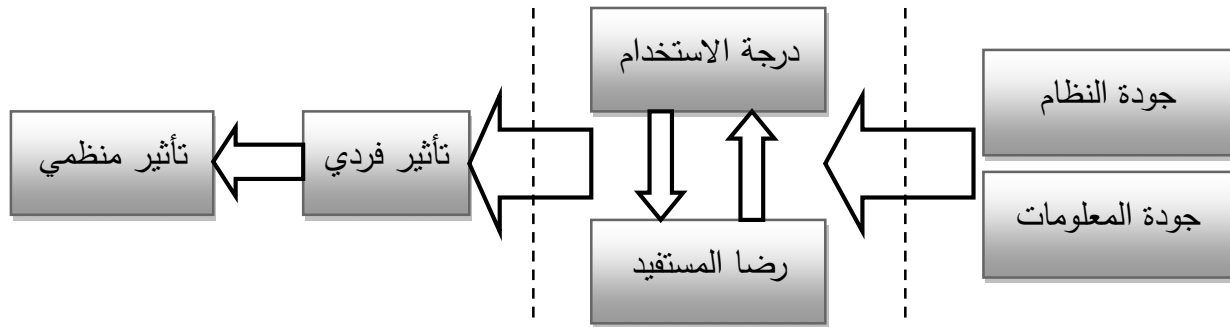 جودة النظام
جودة المعلومات
درجة الاستخدام
رضا المستفيد
تأثير فردي
تأثير منظمي